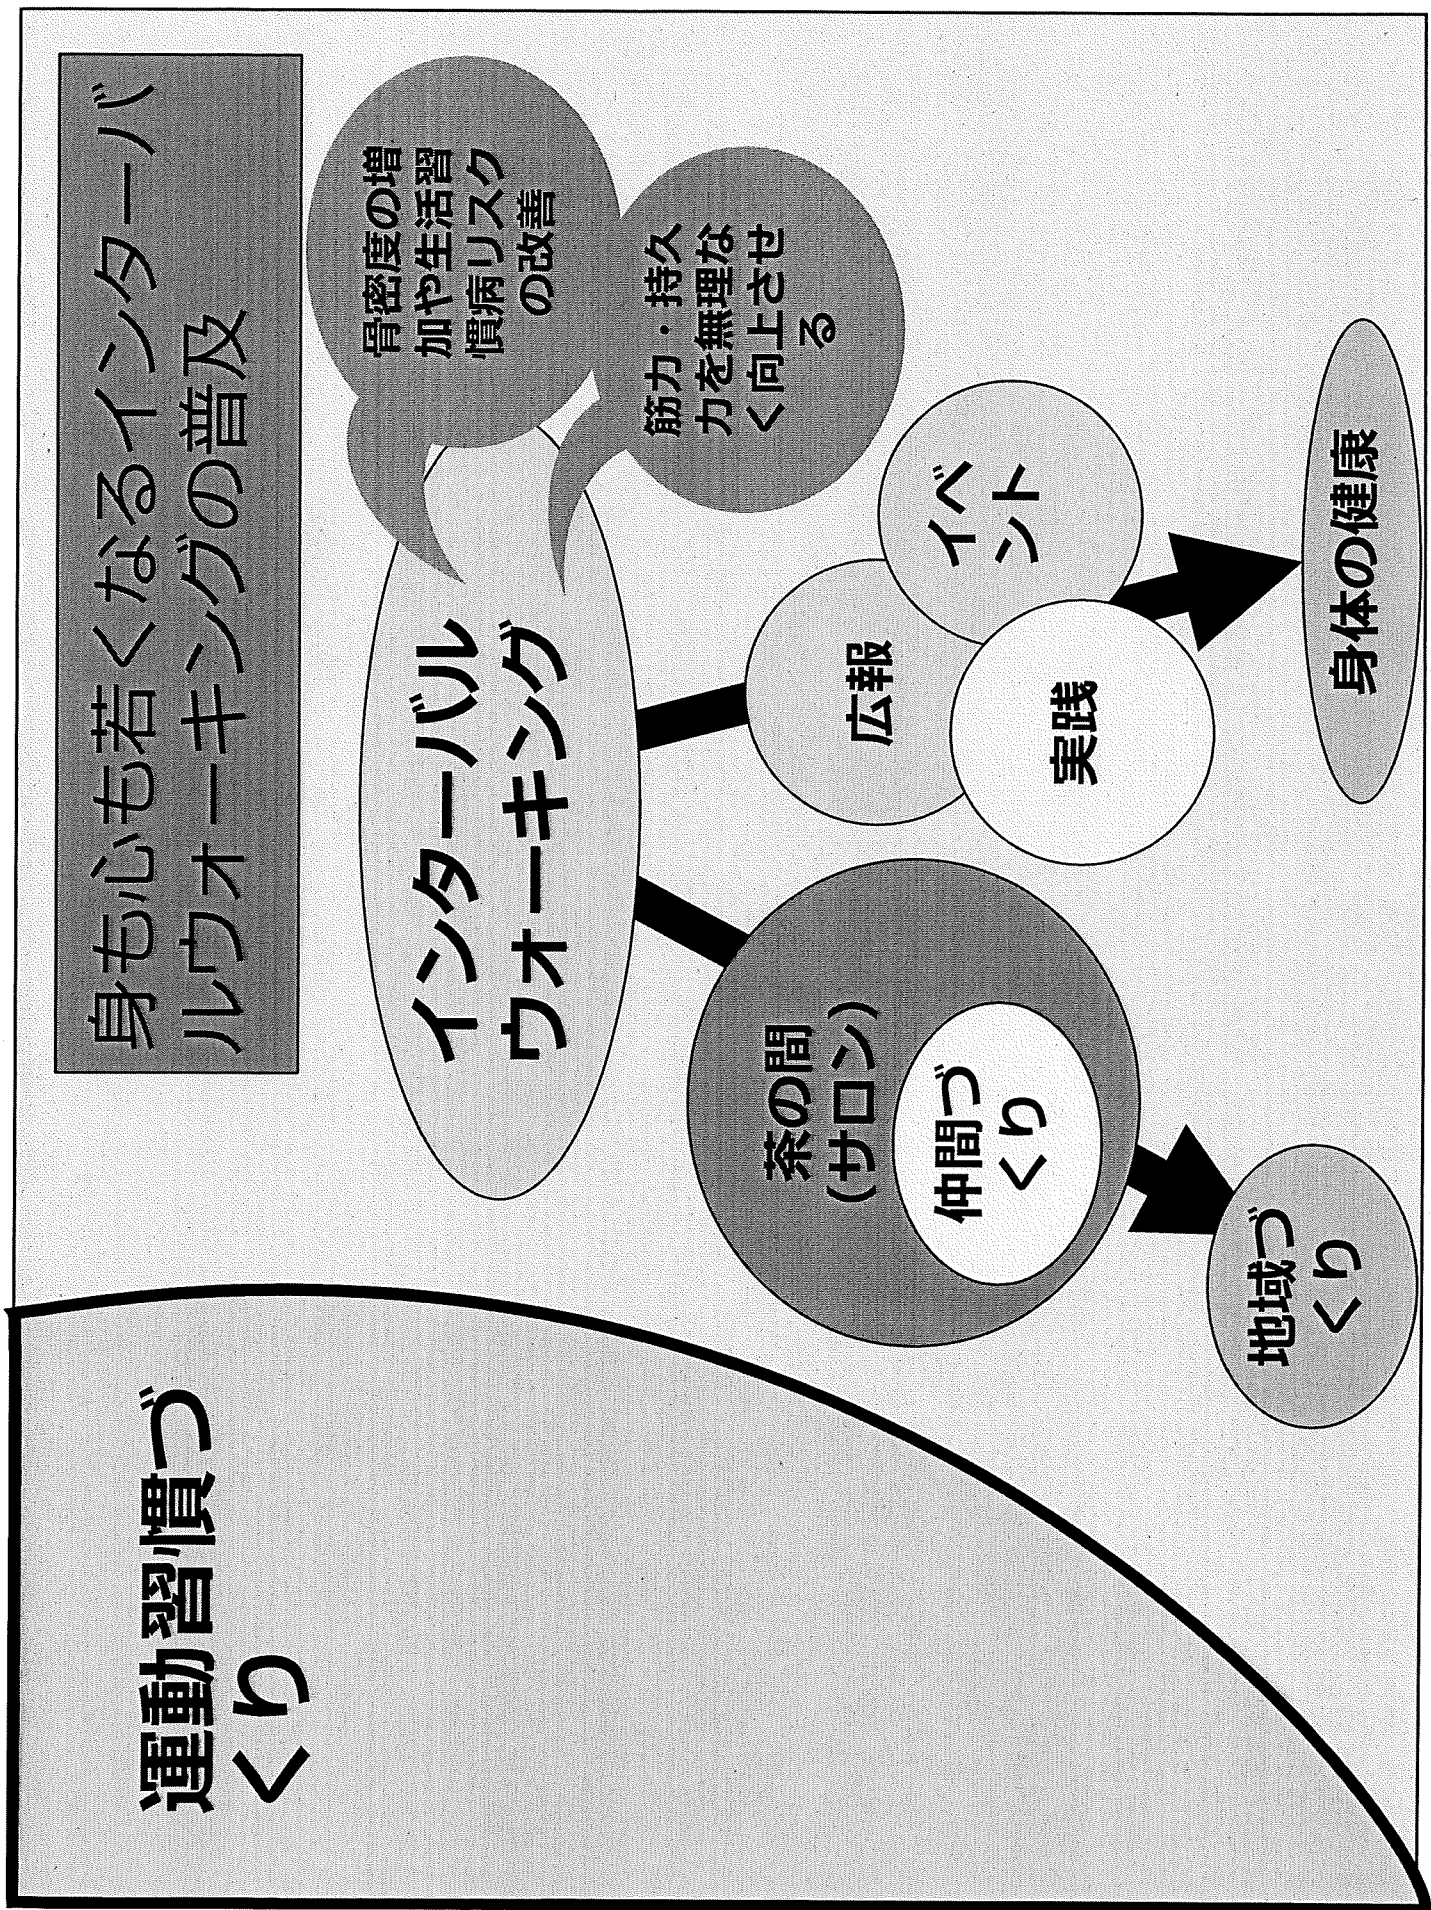 運動習慣づ
くり
身も心も若くなるインターバ
ルウォーキングの普及
インターバル
ウォーキング
骨密度の増
加や生活習
慣病リスク
の改善
筋力・持久
力を無理な
く向上させ
る
茶の間
(サロン)
仲間づ
くり
地域づ
くり
広報
イベ
ント
実践
身体の健康